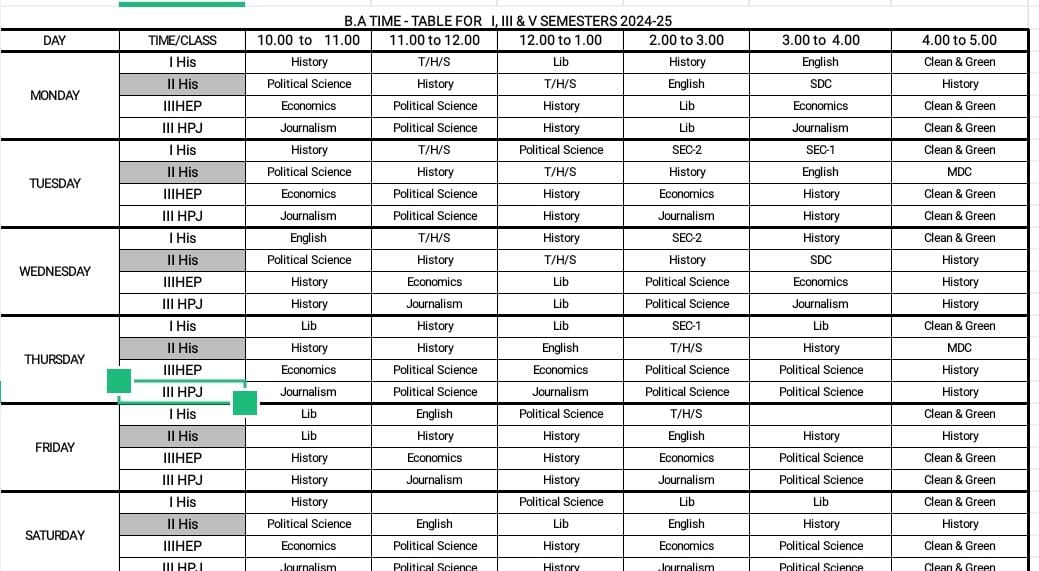 B.A TIME - TABLE FOR I, III & V SEMESTERS 2024-25
DAY TIME/CLASS 10.00 to 11.00 11.00 to 12.00 12.00 to 1.00 2.00 to 3.00 3.00 to 4.00 4.00 to 5.00
MONDAY
I His History T/H/S Lib History English Clean & Green
II His Political Science History T/H/S English SDC History
IIIHEP Economics Political Science History Lib Economics Clean & Green
III HPJ Journalism Political Science History Lib Journalism Clean & Green
TUESDAY
I His History T/H/S Political Science SEC-2 SEC-1 Clean & Green
II His Political Science History T/H/S History English MDC
IIIHEP Economics Political Science History Economics History Clean & Green
III HPJ Journalism Political Science History Journalism History Clean & Green
WEDNESDAY
I His English T/H/S History SEC-2 History Clean & Green
II His Political Science History T/H/S History SDC History
IIIHEP History Economics Lib Political Science Economics History
III HPJ History Journalism Lib Political Science Journalism History
THURSDAY
I His Lib History Lib SEC-1 Lib Clean & Green
II His History History English T/H/S History MDC
IIIHEP Economics Political Science Economics Political Science Political Science History
III HPJ Journalism Political Science Journalism Political Science Political Science History
FRIDAY
I His Lib English Political Science T/H/S Clean & Green
II His Lib History History English History History
IIIHEP History Economics History Economics Political Science Clean & Green
III HPJ History Journalism History Journalism Political Science Clean & Green
SATURDAY
I His History Political Science Lib Lib Clean & Green
II His Political Science English Lib English History History
IIIHEP Economics Political Science History Economics Political Science Clean & Green
III HPJ Journalism Political Science History Journalism Political Science Clean & Green